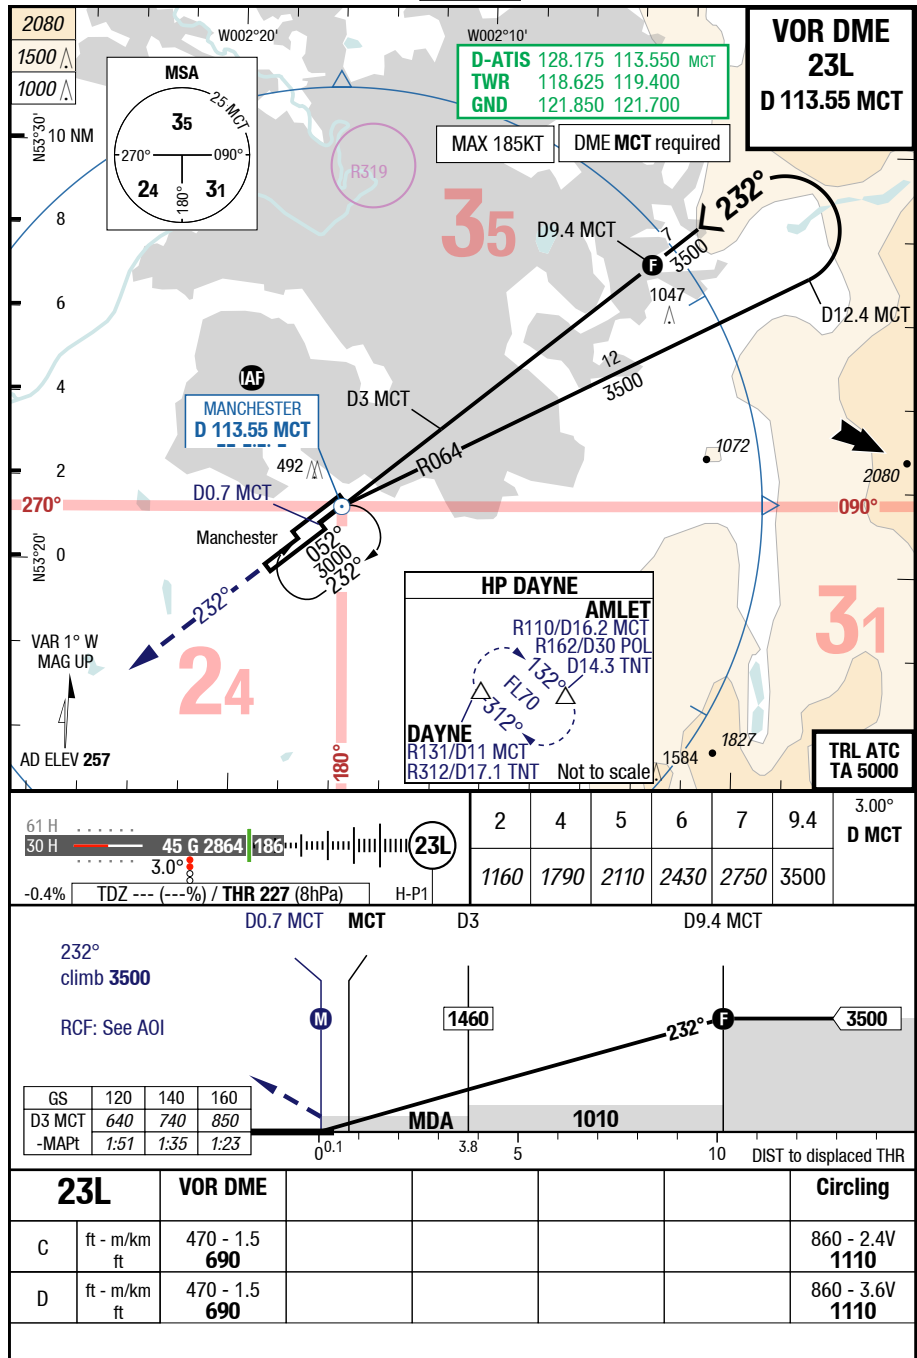 2080
1500
1000
W002°20'
W002°10'
VOR DME
23L
D 113.55 MCT
D-ATIS 128.175 113.550 MCT
TWR 118.625 119.400
GND 121.850 121.700
MAX 185KT
DME MCT required
MSA
25 MCT
35
270°
090°
24
31
180°
N53°30'
10 NM
R319
35
232°
D9.4 MCT
F
7
3500
8
1047
6
D12.4 MCT
12
3500
IAF
4
D3 MCT
MANCHESTER
D 113.55 MCT
R064
1072
492
2080
2
D0.7 MCT
270°
090°
Manchester
052°
3000
232°
N53°20'
0
232°
HP DAYNE
AMLET
R110/D16.2 MCT
R162/D30 POL
D14.3 TNT
132°
FL70
312°
DAYNE
R131/D11 MCT
R312/D17.1 TNT
Not to scale
31
VAR 1° W
MAG UP
24
180°
1827
1584
AD ELEV 257
TRL ATC
TA 5000
61 H
30 H
45 G 2864
186
23L
3.0°
-0.4%
TDZ --- (---%) / THR 227 (8hPa)
H-P1
2 4 5 6 7 9.4 3.00°
D MCT
1160 1790 2110 2430 2750 3500
D0.7 MCT MCT D3 D9.4 MCT
232°
climb 3500
RCF: See AOI
M
1460
232°
F
3500
GS 120 140 160
D3 MCT 640 740 850
-MAPt 1:51 1:35 1:23
MDA
1010
0 0.1 3.8 5 10 DIST to displaced THR
23L VOR DME Circling
C ft - m/km 470 - 1.5 860 - 2.4V
ft 690 1110
D ft - m/km 470 - 1.5 860 - 3.6V
ft 690 1110